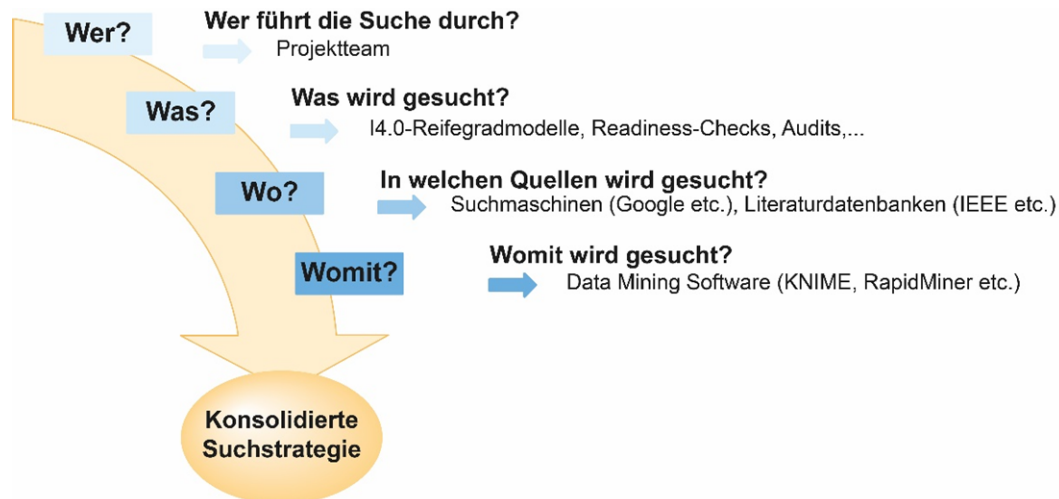 Wer?
Wer führt die Suche durch?
Projektteam
Was?
Was wird gesucht?
I4.0-Reifegradmodelle, Readiness-Checks, Audits,...
Wo?
In welchen Quellen wird gesucht?
Suchmaschinen (Google etc.), Literaturdatenbanken (IEEE etc.)
Womit?
Womit wird gesucht?
Data Mining Software (KNIME, RapidMiner etc.)
Konsolidierte
Suchstrategie